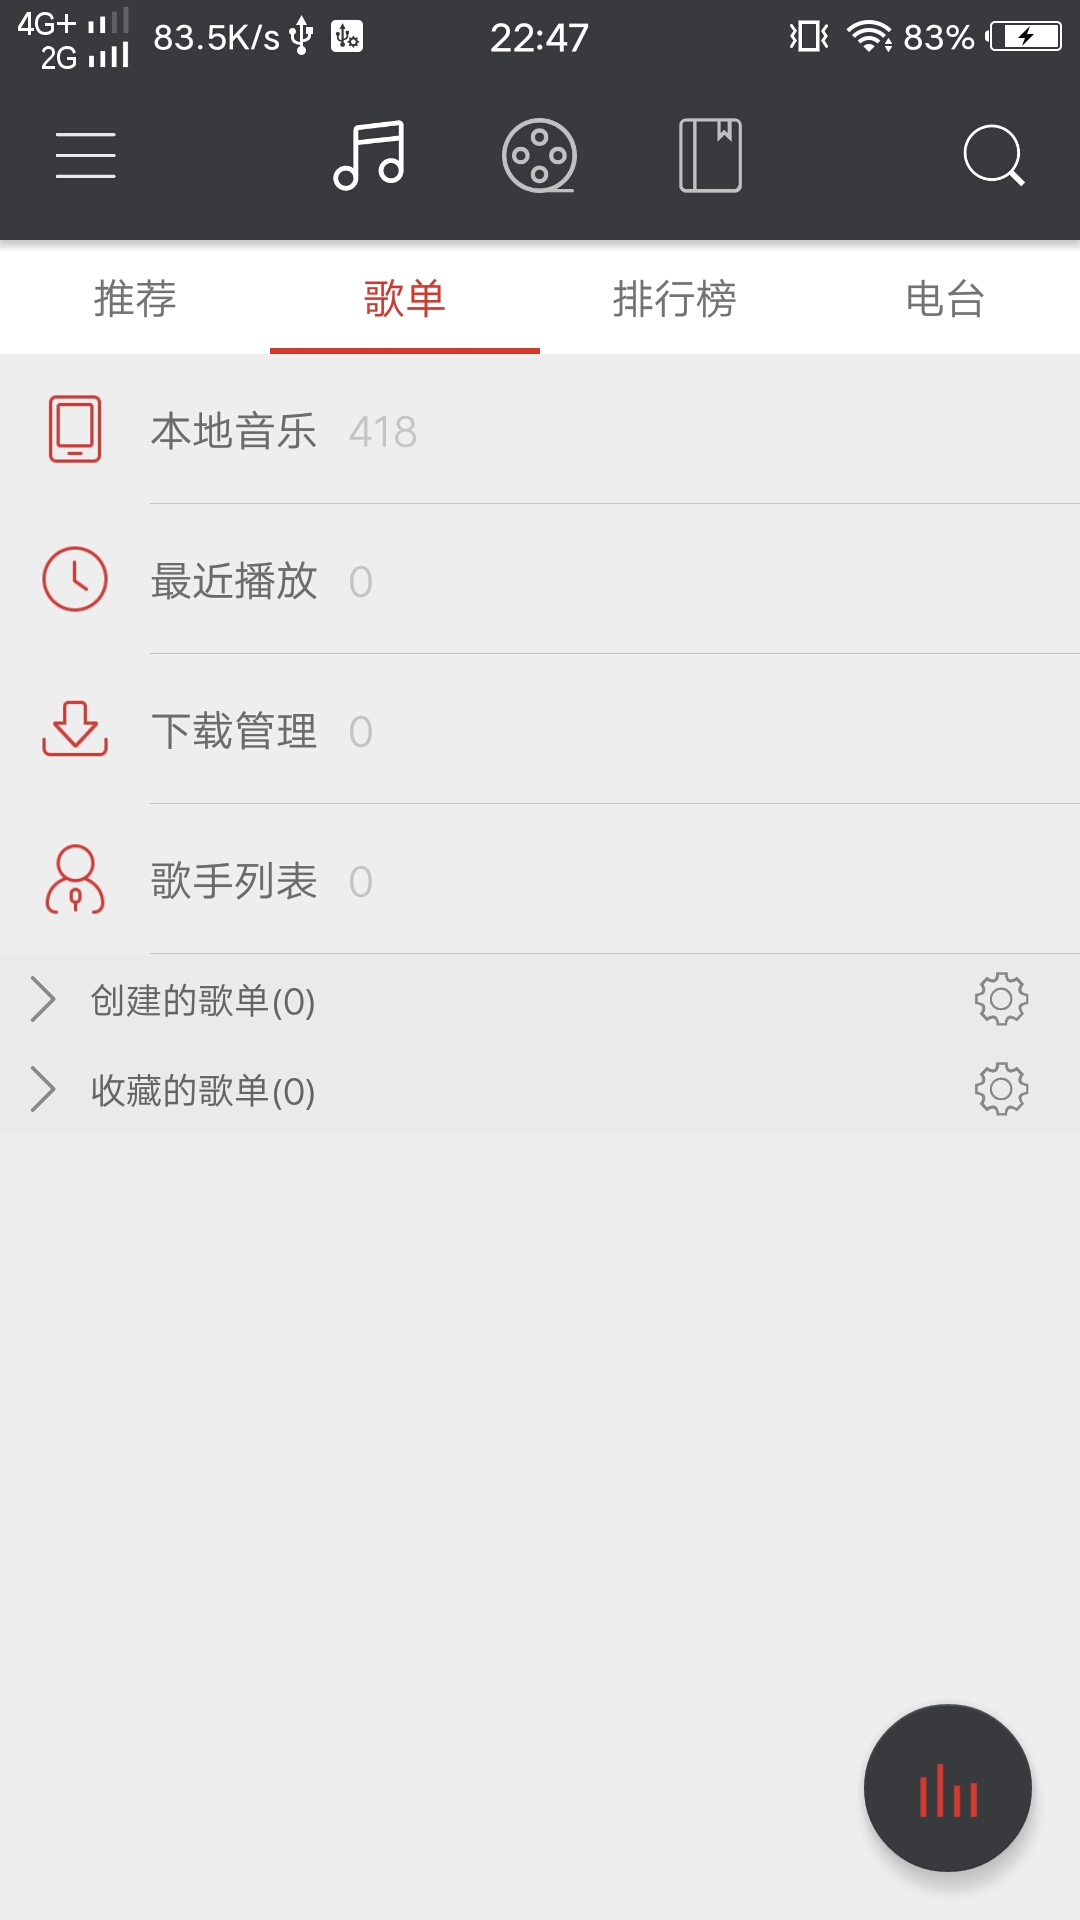 4G+ 83.5K/s 22:47 83%
2G
推荐 歌单 排行榜 电台
本地音乐 418
最近播放 0
下载管理 0
歌手列表 0
创建的歌单(0)
收藏的歌单(0)